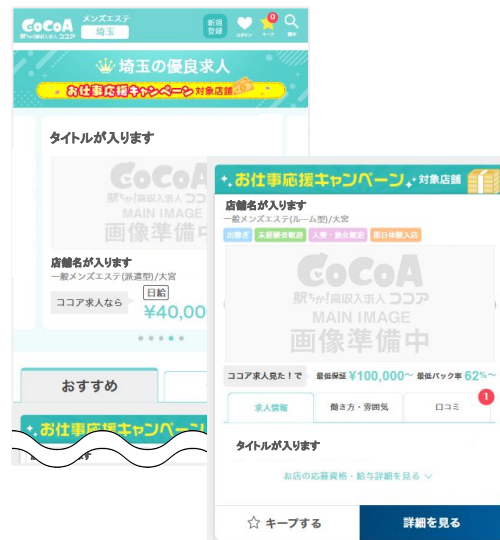 CoCoA
駅ちか!高収入求人 ココア
メンズエステ
埼玉
新規
登録
ログイン
キープ
0
埼玉の優良求人
お仕事応援キャンペーン 対象店舗
タイトルが入ります
CoCoA
MAIN IMAGE
店舗名が入ります
一般メンズエステ(派遣型)/大宮
ココア求人なら
日給
¥40,00
おすすめ
お仕事応援キャンペーン
お仕事応援キャンペーン 対象店舗
店舗名が入ります
一般メンズエステ(ルーム型)/大宮
出稼ぎ 未経験者歓迎 人妻・熟女歓迎 即日体験入店
CoCoA
駅ちか!高収入求人 ココア
MAIN IMAGE
画像準備中
ココア求人見た!で 最低保証 ¥100,000~ 最低バック率 62%~
求人情報 働き方・雰囲気 口コミ 1
タイトルが入ります
お店の応募資格・給与詳細を見る
キープする 詳細を見る